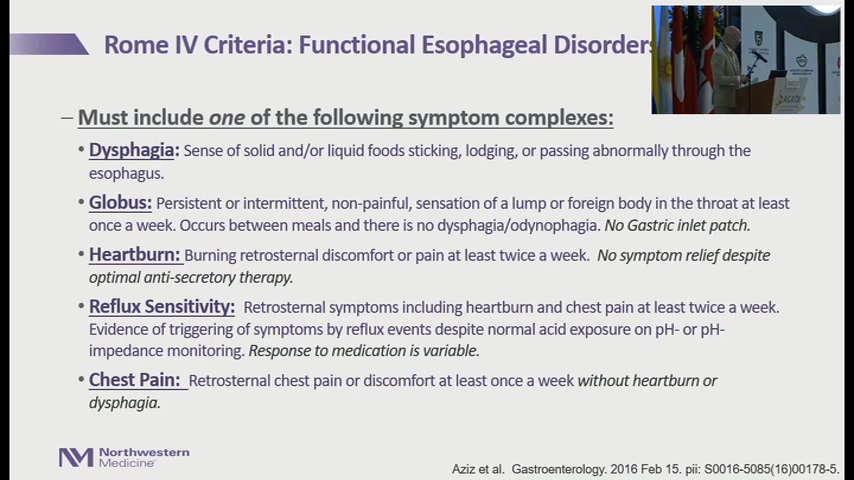 Rome IV Criteria: Functional Esophageal Disorders
– Must include one of the following symptom complexes:
• Dysphagia: Sense of solid and/or liquid foods sticking, lodging, or passing abnormally through the
esophagus.
• Globus: Persistent or intermittent, non-painful, sensation of a lump or foreign body in the throat at least
once a week. Occurs between meals and there is no dysphagia/odynophagia. No Gastric inlet patch.
• Heartburn: Burning retrosternal discomfort or pain at least twice a week. No symptom relief despite
optimal anti-secretory therapy.
• Reflux Sensitivity: Retrosternal symptoms including heartburn and chest pain at least twice a week.
Evidence of triggering of symptoms by reflux events despite normal acid exposure on pH- or pH-
impedance monitoring. Response to medication is variable.
• Chest Pain: Retrosternal chest pain or discomfort at least once a week without heartburn or
dysphagia.
NM Northwestern
Medicine
Aziz et al. Gastroenterology. 2016 Feb 15. pii: S0016-5085(16)00178-5.